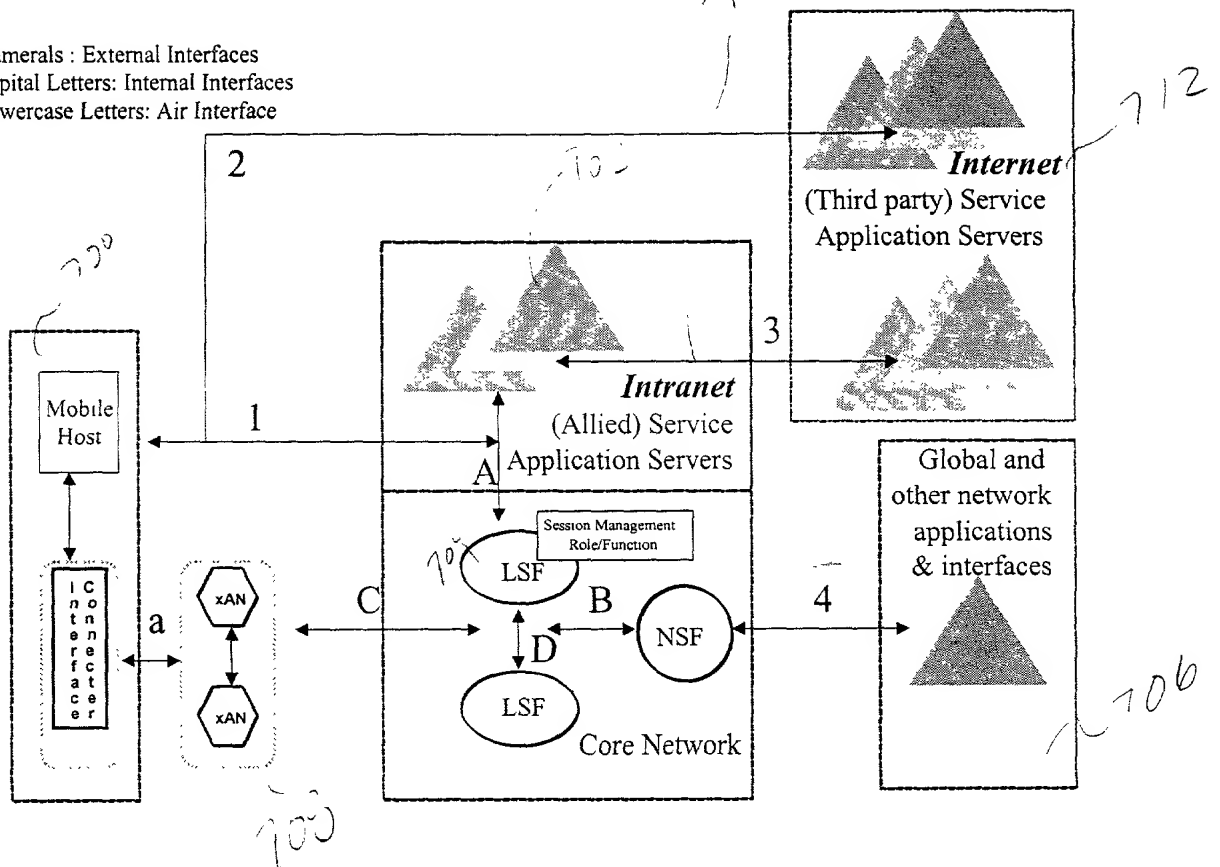 amerals : External Interfaces
pital Letters: Internal Interfaces
wercase Letters: Air Interface
712
2
Internet
(Third party) Service
Application Servers
3
Intranet
(Allied) Service
Application Servers
1
A
Mobile
Host
Interface
Connecter
a
xAN
xAN
C
LSF
Session Management
Role/Function
B
D
LSF
NSF
Core Network
4
Global and
other network
applications
& interfaces
706
700